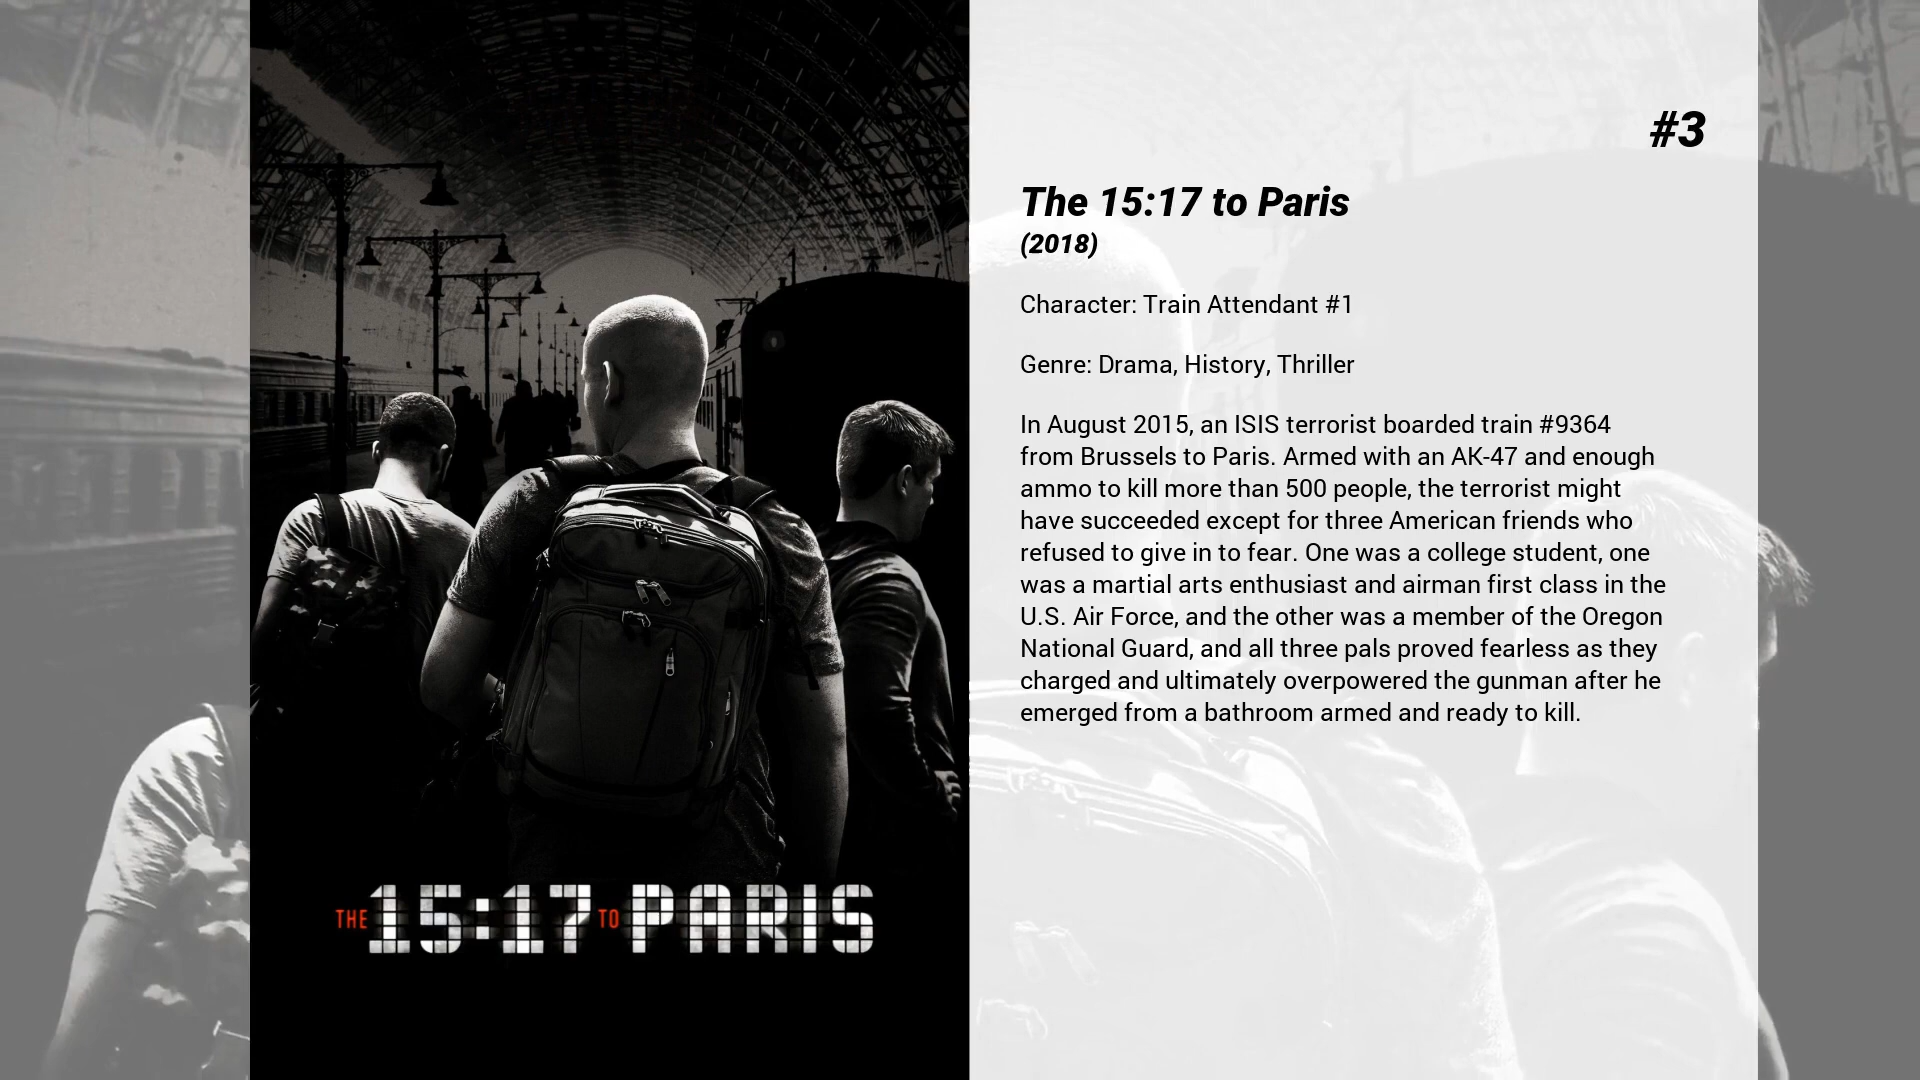 #3
The 15:17 to Paris
(2018)
Character: Train Attendant #1
Genre: Drama, History, Thriller
In August 2015, an ISIS terrorist boarded train #9364
from Brussels to Paris. Armed with an AK-47 and enough
ammo to kill more than 500 people, the terrorist might
have succeeded except for three American friends who
refused to give in to fear. One was a college student, one
was a martial arts enthusiast and airman first class in the
U.S. Air Force, and the other was a member of the Oregon
National Guard, and all three pals proved fearless as they
charged and ultimately overpowered the gunman after he
emerged from a bathroom armed and ready to kill.
THE 15:17 TO PARIS